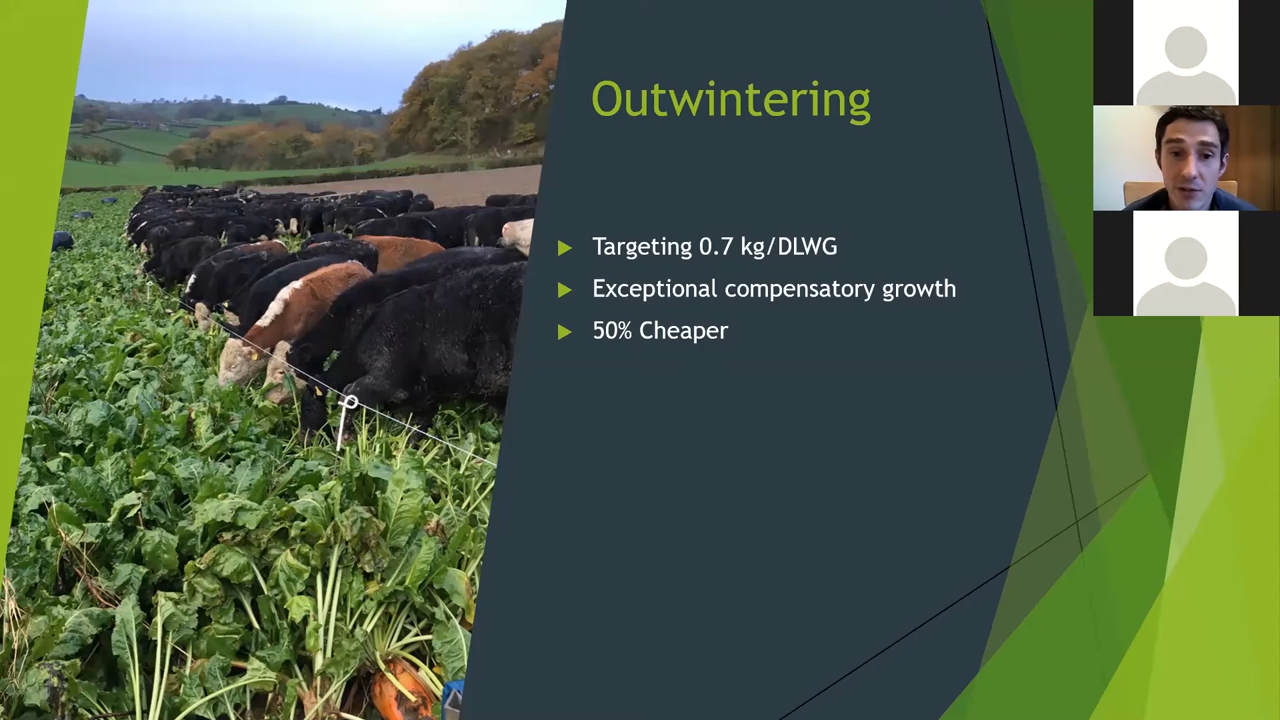 Outwintering
Targeting 0.7 kg/DLWG
Exceptional compensatory growth
50% Cheaper